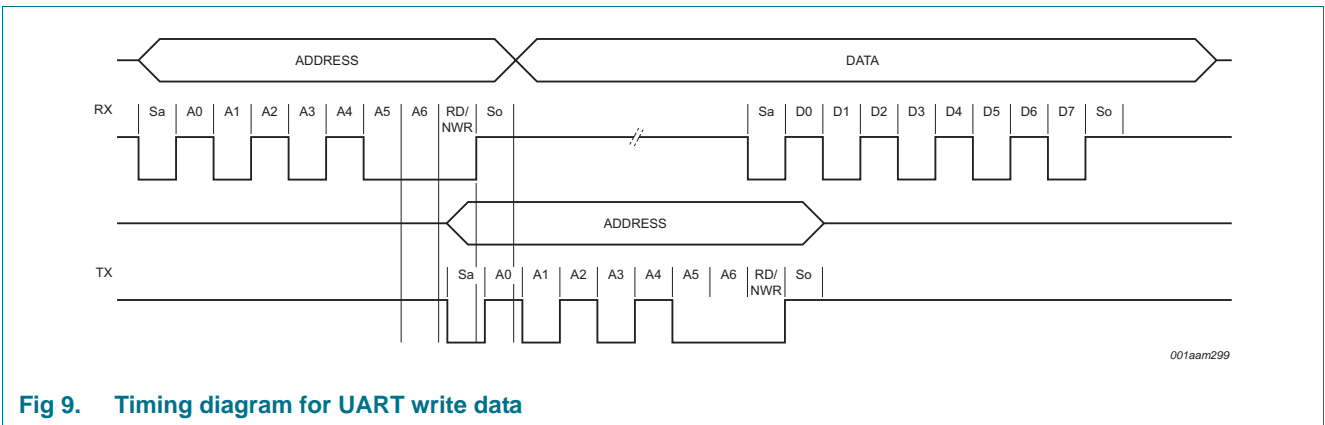 ADDRESS DATA
RX Sa A0 A1 A2 A3 A4 A5 A6 RD/ So Sa D0 D1 D2 D3 D4 D5 D6 D7 So
NWR
ADDRESS
TX Sa A0 A1 A2 A3 A4 A5 A6 RD/ So
NWR
001aam299
Fig 9. Timing diagram for UART write data